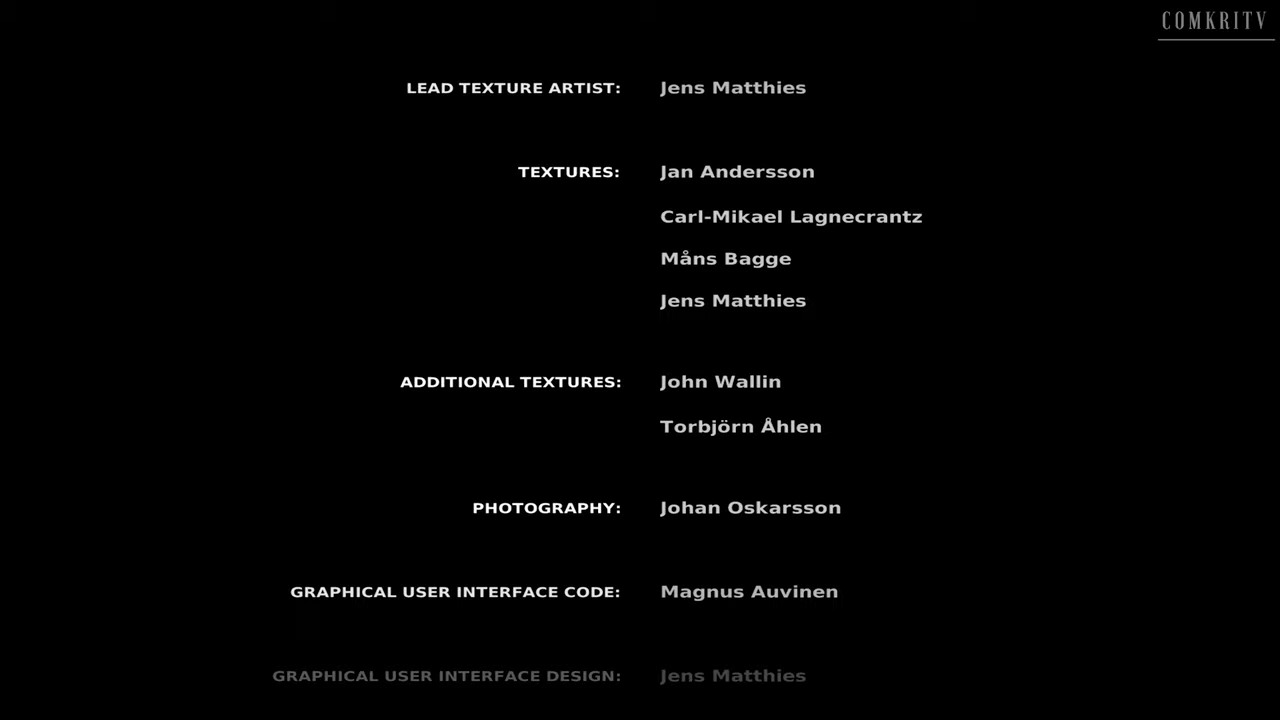 COMKRITV
LEAD TEXTURE ARTIST: Jens Matthies
TEXTURES: Jan Andersson
Carl-Mikael Lagnecrantz
Måns Bagge
Jens Matthies
ADDITIONAL TEXTURES: John Wallin
Torbjörn Åhlen
PHOTOGRAPHY: Johan Oskarsson
GRAPHICAL USER INTERFACE CODE: Magnus Auvinen
GRAPHICAL USER INTERFACE DESIGN: Jens Matthies